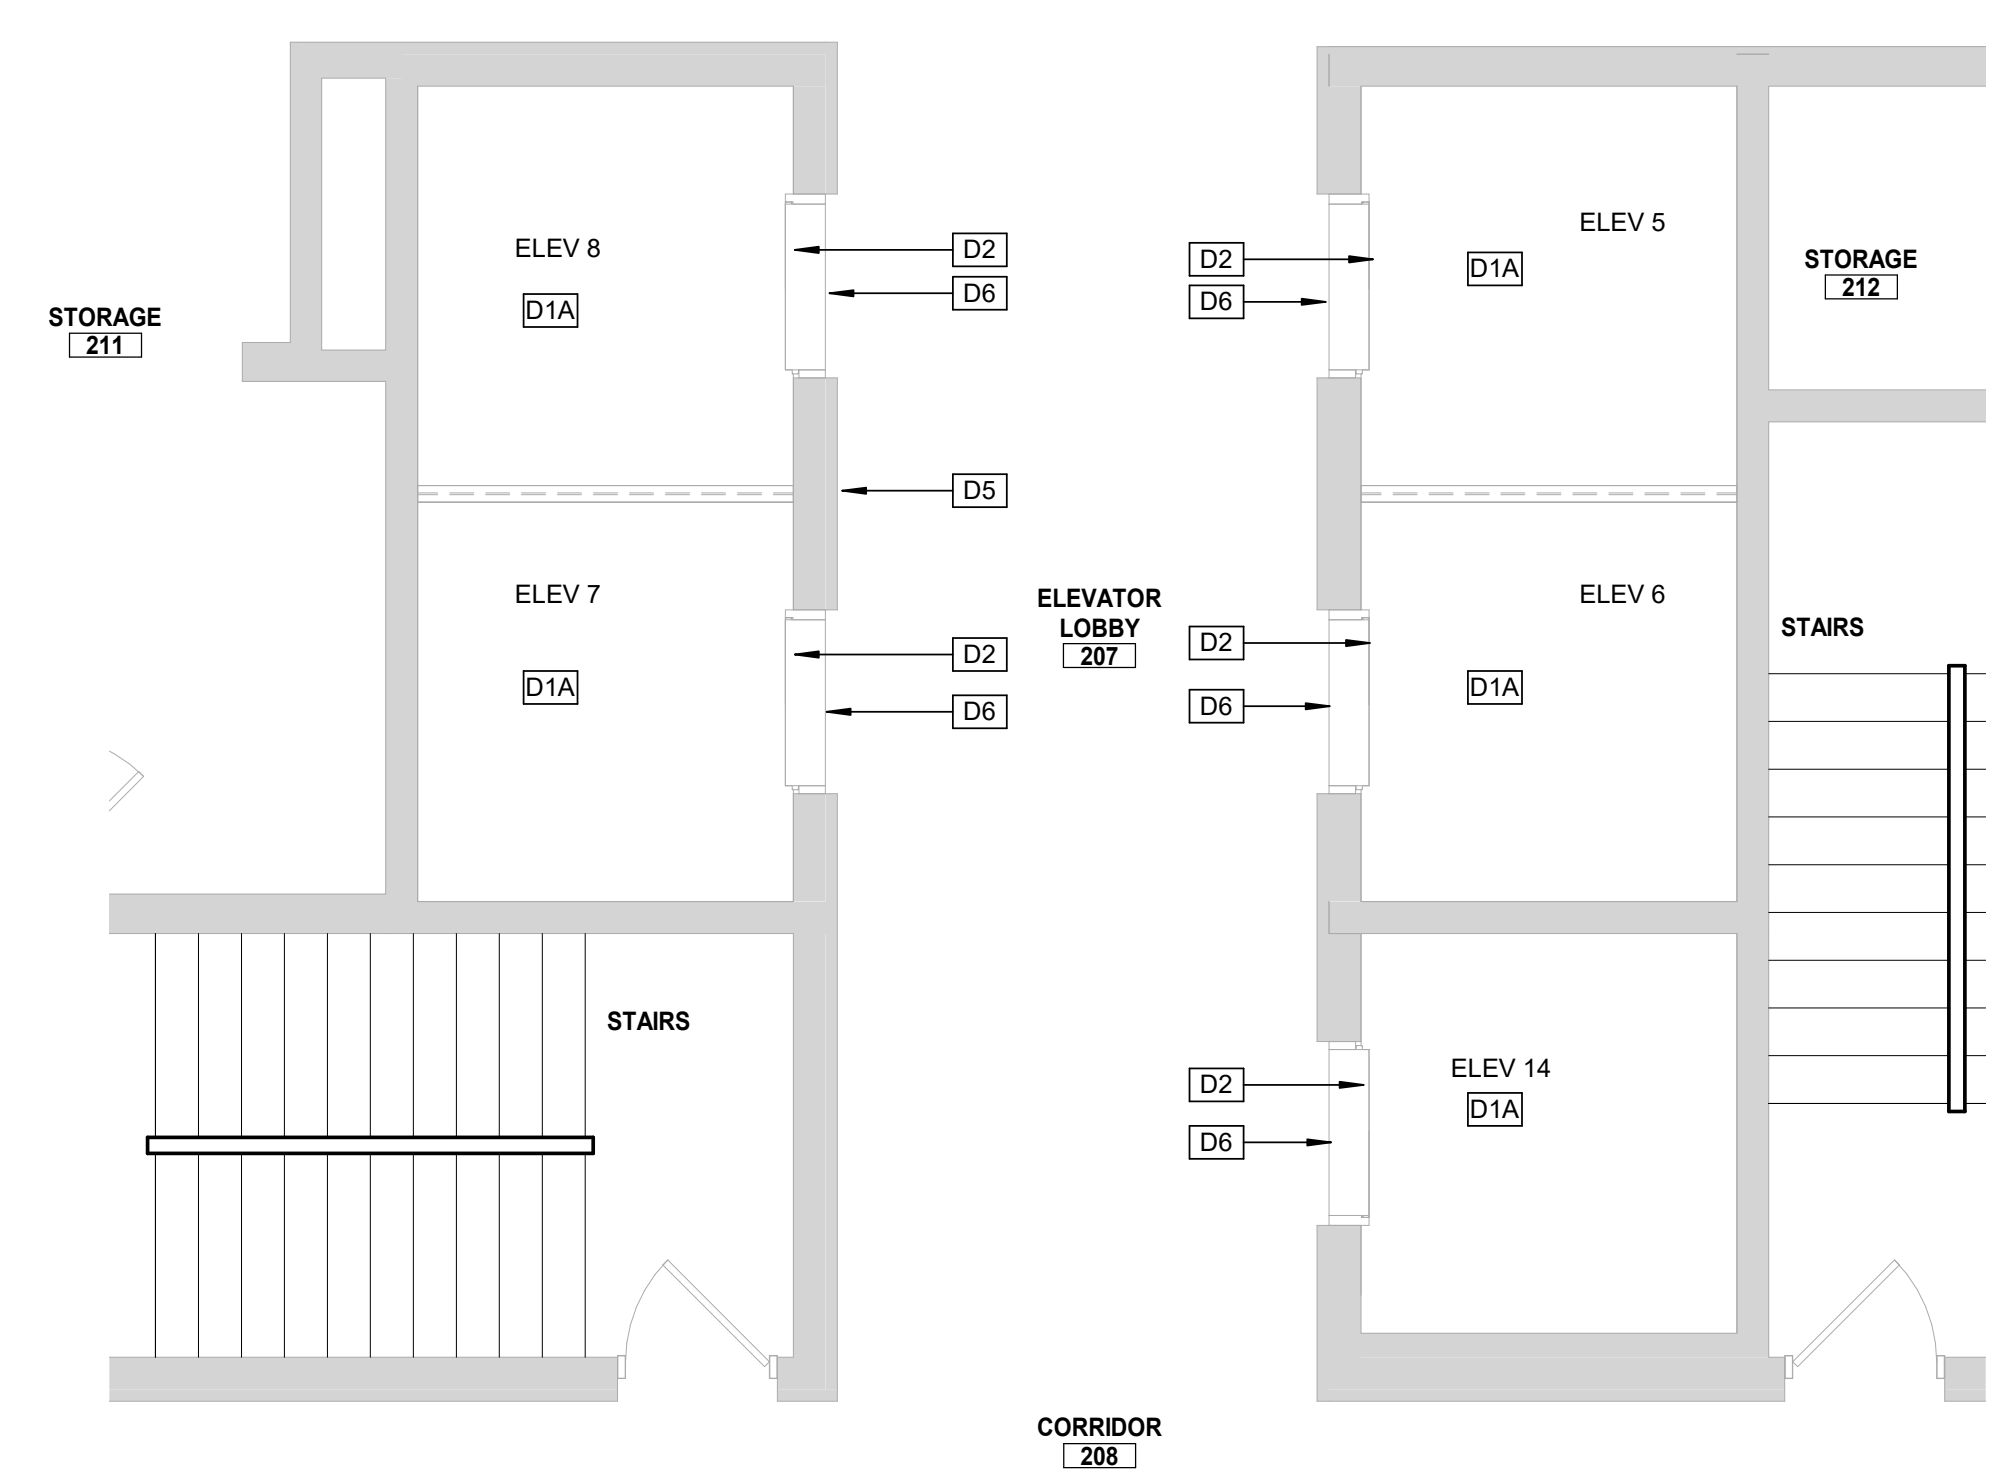 ELEV 5
ELEV 8
D2
D2
D1A
STORAGE
212
D6
D6
D1A
STORAGE
211
D5
ELEV 7
ELEVATOR
LOBBY
207
ELEV 6
STAIRS
D2
D2
D1A
D1A
D6
D6
STAIRS
ELEV 14
D2
D1A
D6
CORRIDOR
208